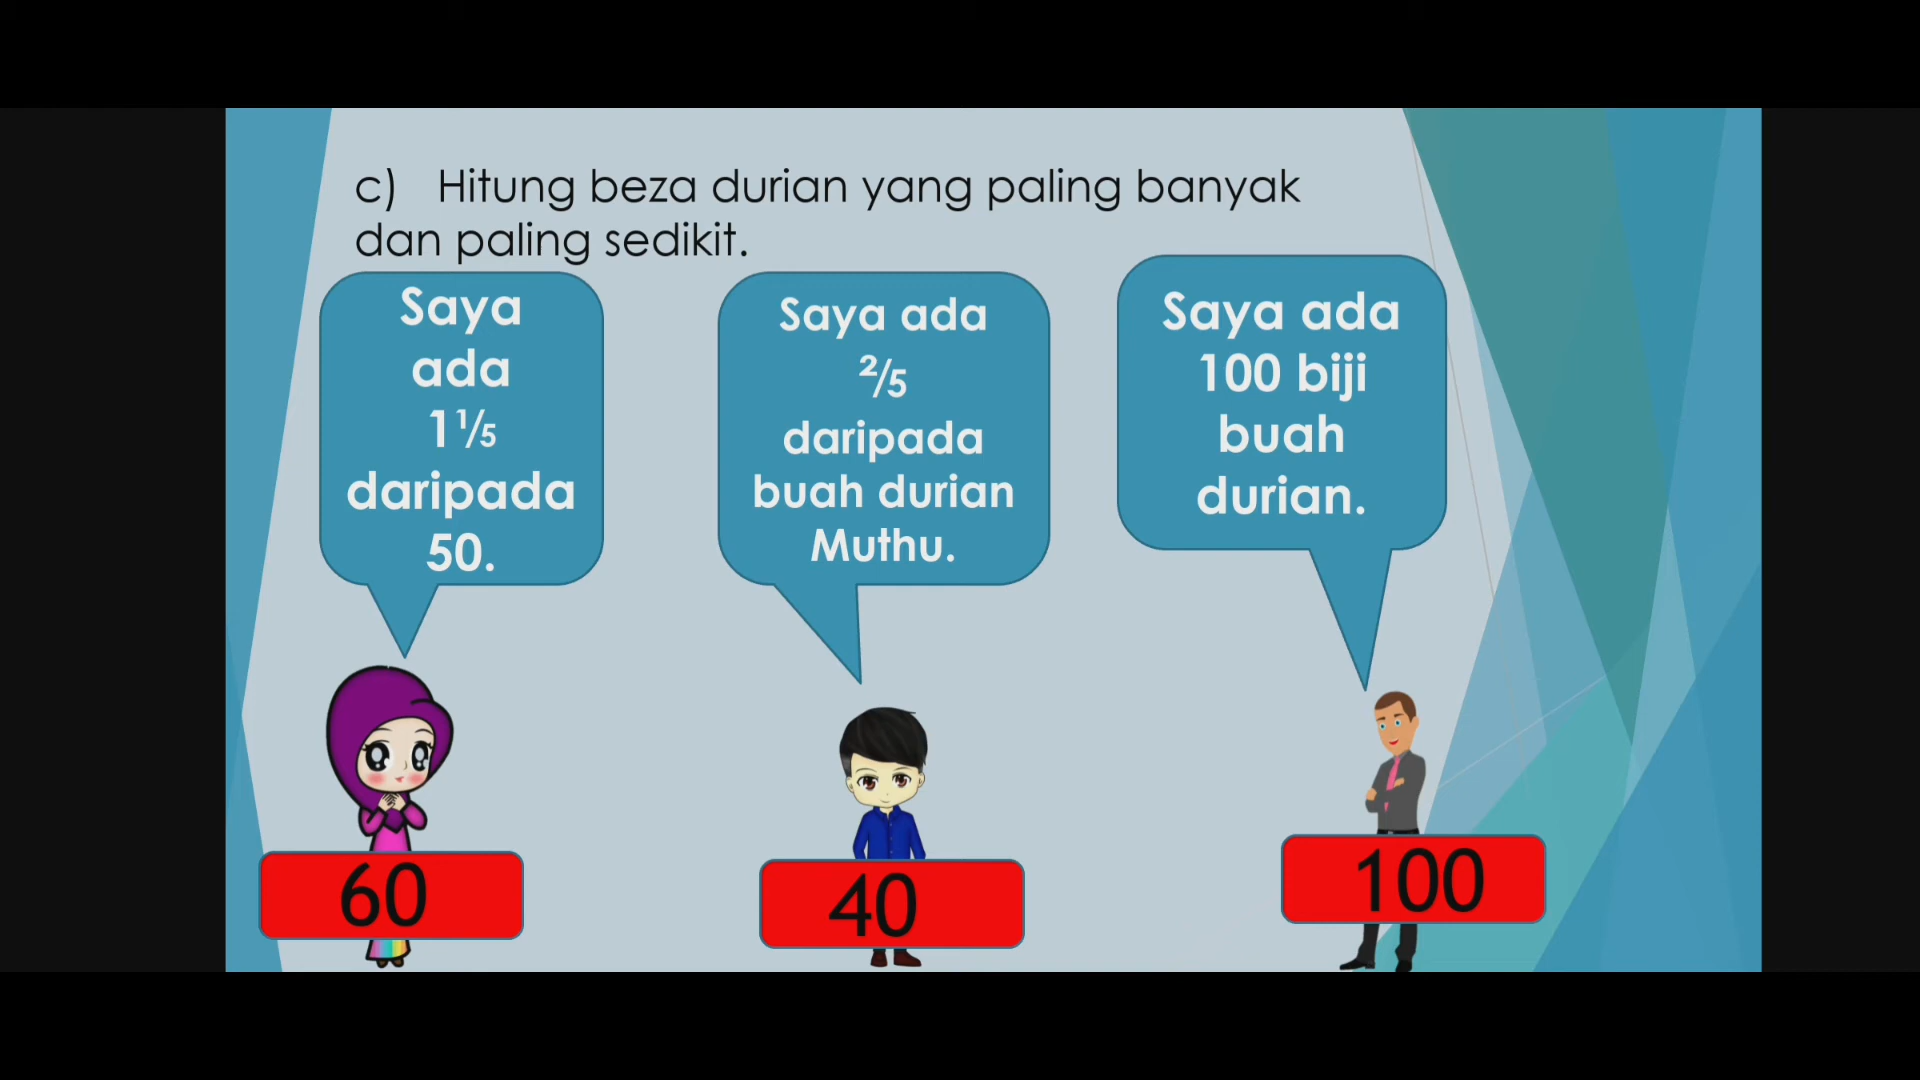 c) Hitung beza durian yang paling banyak
dan paling sedikit.
Saya
ada
1⅕
daripada
50.
Saya ada
⅖
daripada
buah durian
Muthu.
Saya ada
100 biji
buah
durian.
60
40
100